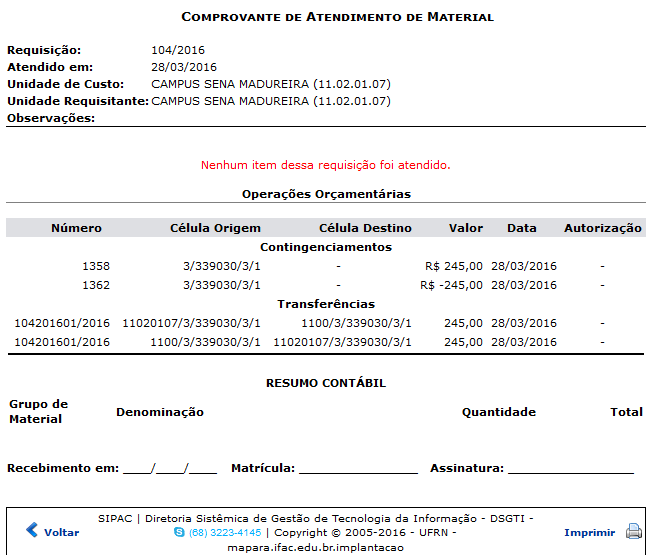 COMPROVANTE DE ATENDIMENTO DE MATERIAL
Requisição: 104/2016
Atendido em: 28/03/2016
Unidade de Custo: CAMPUS SENA MADUREIRA (11.02.01.07)
Unidade Requisitante: CAMPUS SENA MADUREIRA (11.02.01.07)
Observações:
Nenhum item dessa requisição foi atendido.
Operações Orçamentárias
Número Célula Origem Célula Destino Valor Data Autorização
Contingenciamentos
1358 3/339030/3/1 - R$ 245,00 28/03/2016 -
1362 3/339030/3/1 - R$ -245,00 28/03/2016 -
Transferências
104201601/2016 11020107/3/339030/3/1 1100/3/339030/3/1 245,00 28/03/2016 -
104201601/2016 1100/3/339030/3/1 11020107/3/339030/3/1 245,00 28/03/2016 -
RESUMO CONTÁBIL
Grupo de Material Denominação Quantidade Total
Recebimento em: ____/____/____ Matrícula: _________________ Assinatura: __________________
Voltar
SIPAC | Diretoria Sistêmica de Gestão de Tecnologia da Informação - DSGTI -
(68) 3223-4146 | Copyright © 2005-2016 - UFRN -
mapara.ifac.edu.br.implantacao
Imprimir